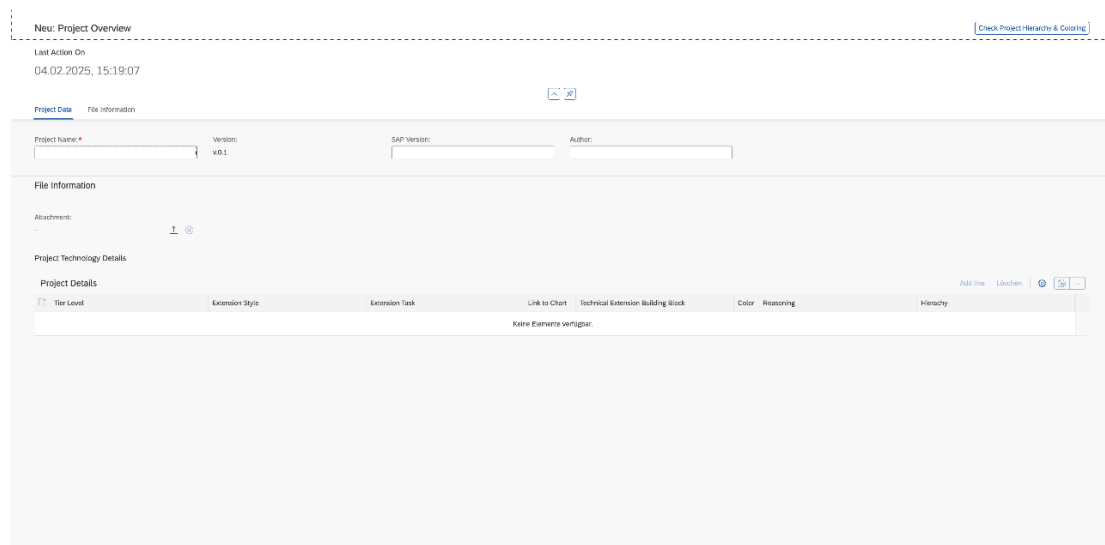 Neu: Project Overview
Check Project Hierarchy & Coloring
Last Action On
04.02.2025, 15:19:07
Project Data File Information
Project Name:* Version: SAP Version: Author:
v.0.1
File Information
Attachment:
–
Project Technology Details
Project Details Add line Löschen
Tier Level Extension Style Extension Task Link to Chart Technical Extension Building Block Color Reasoning Hierachy
Keine Elemente verfügbar.